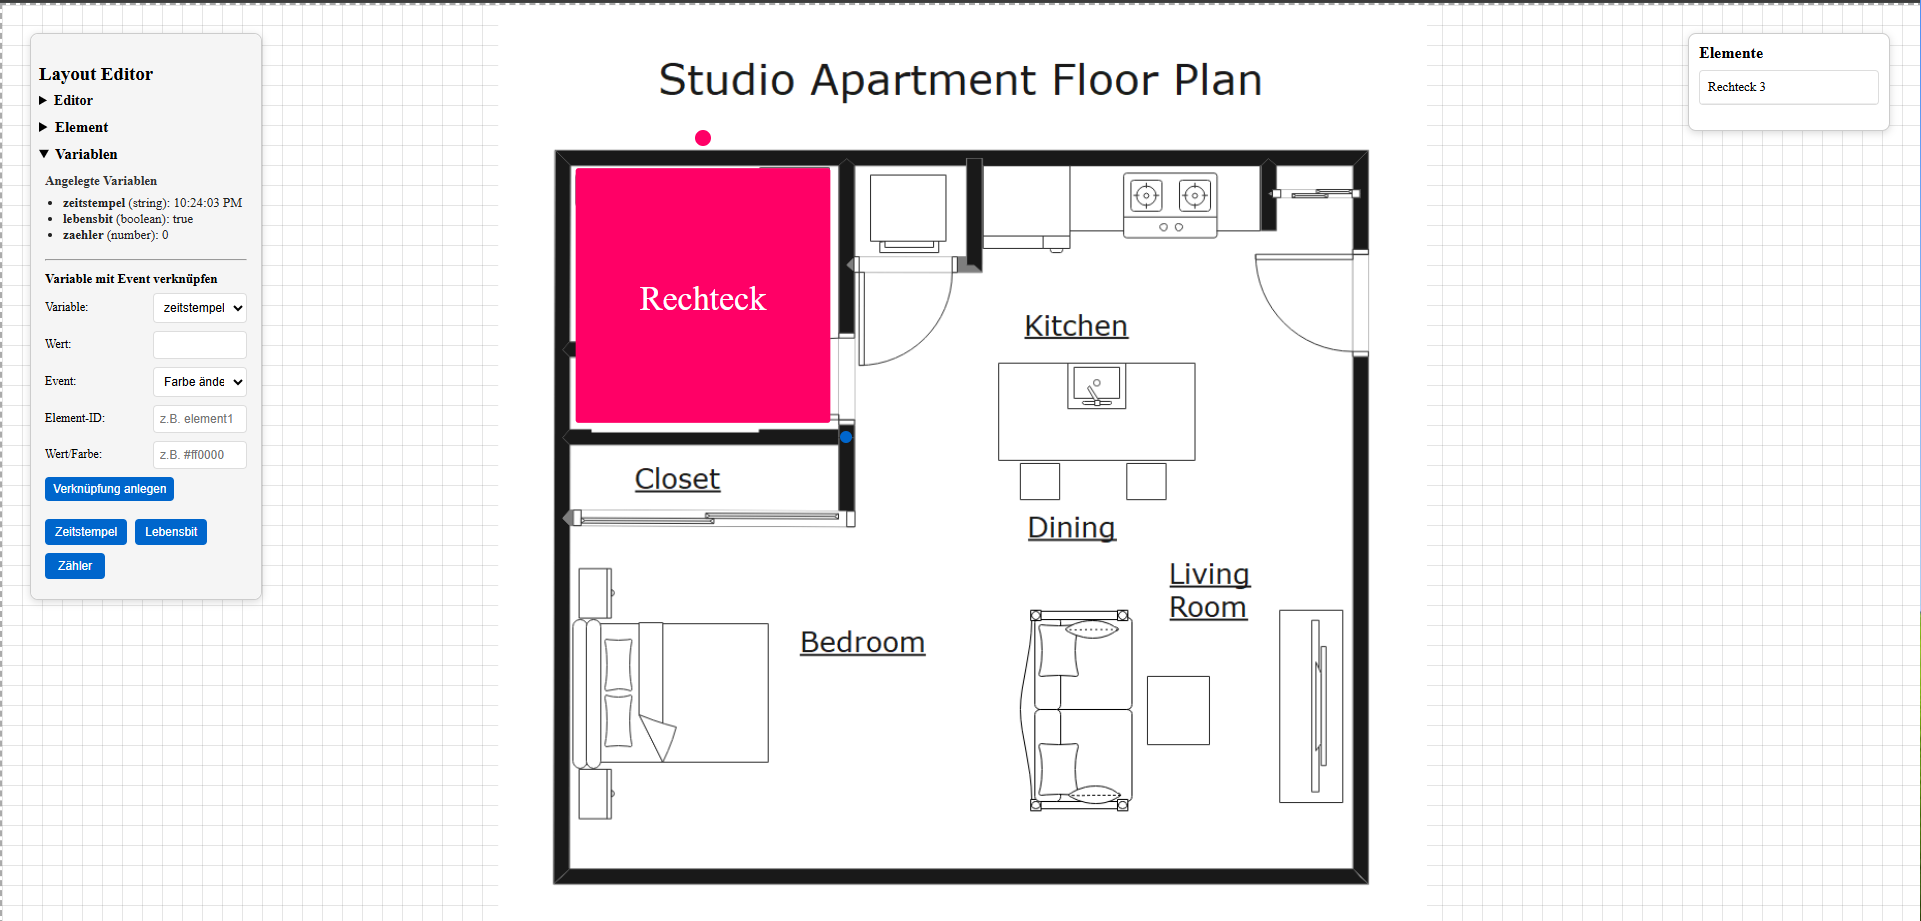 Layout Editor
Editor
Element
Variablen
Angelegte Variablen
zeitstempel (string): 10:24:03 PM
lebensbit (boolean): true
zaehler (number): 0
Variable mit Event verknüpfen
Variable: zeitstempel
Wert:
Event: Farbe ände
Element-ID: z.B. element1
Wert/Farbe: z.B. #ff0000
Verknüpfung anlegen
Zeitstempel Lebensbit
Zähler
Studio Apartment Floor Plan
Rechteck
Kitchen
Closet
Dining
Living
Room
Bedroom
Elemente
Rechteck 3